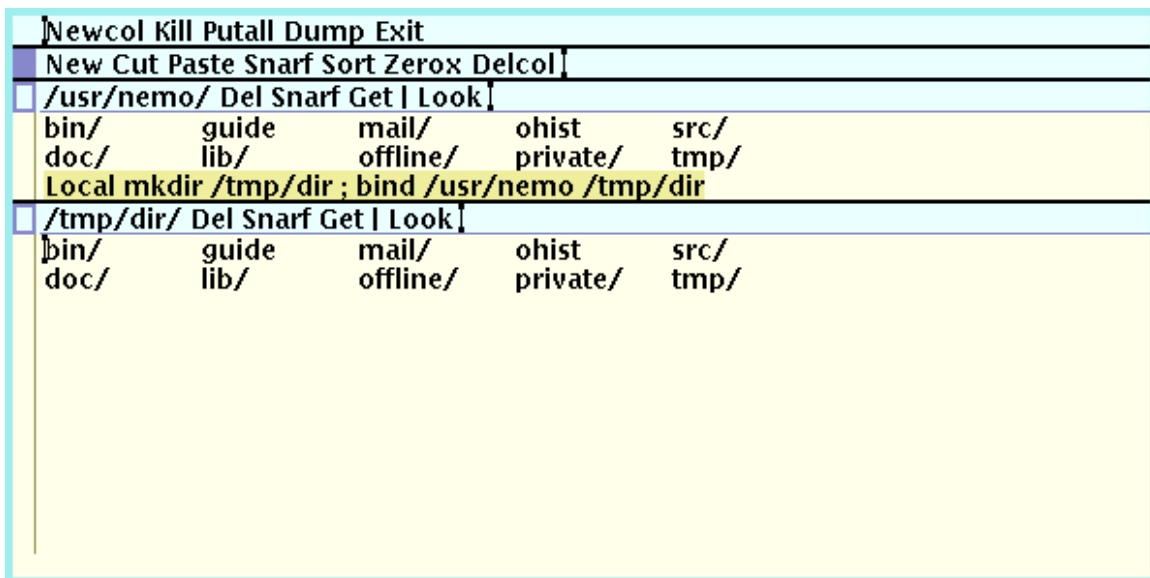 Newcol Kill Putall Dump Exit
New Cut Paste Snarf Sort Zerox Delcol
/usr/nemo/ Del Snarf Get | Look
bin/ guide mail/ ohist src/
doc/ lib/ offline/ private/ tmp/
Local mkdir /tmp/dir ; bind /usr/nemo /tmp/dir
/tmp/dir/ Del Snarf Get | Look
bin/ guide mail/ ohist src/
doc/ lib/ offline/ private/ tmp/